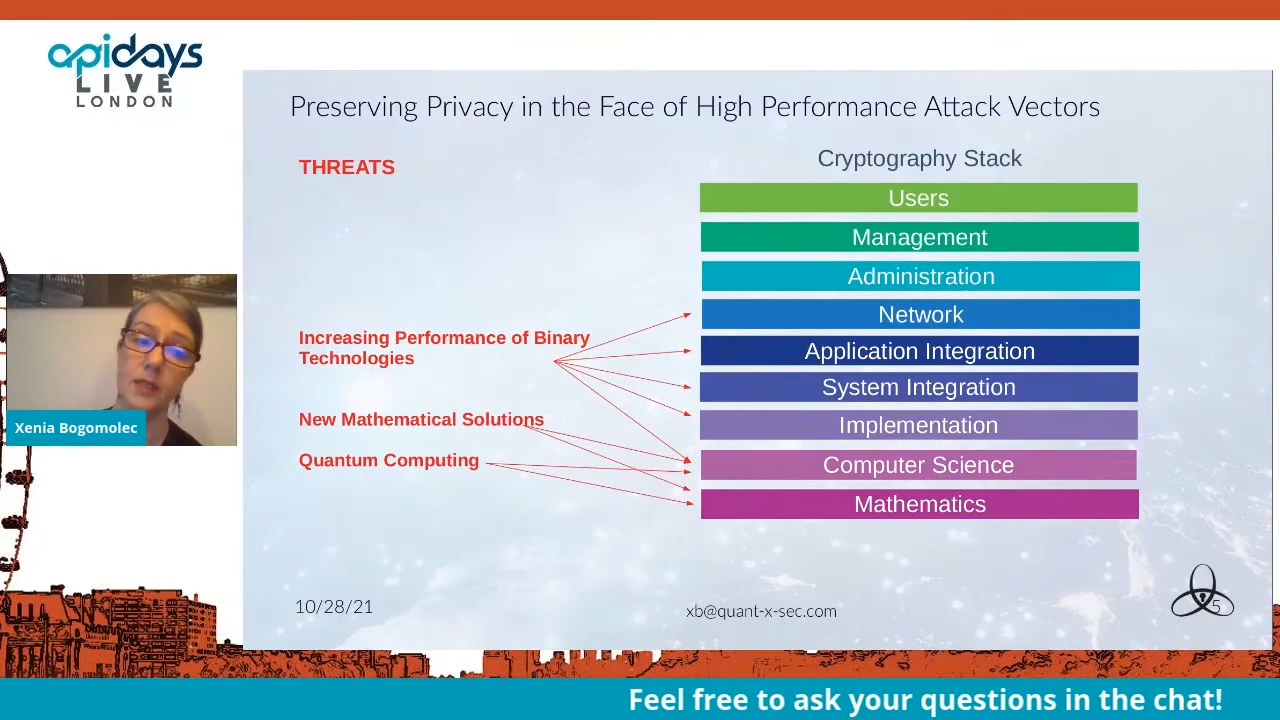 apidays
LIVE
LONDON
Preserving Privacy in the Face of High Performance Attack Vectors
THREATS
Cryptography Stack
Users
Management
Administration
Network
Increasing Performance of Binary
Technologies
Application Integration
System Integration
New Mathematical Solutions
Implementation
Quantum Computing
Computer Science
Mathematics
Xenia Bogomolec
10/28/21
xb@quant-x-sec.com
5
Feel free to ask your questions in the chat!